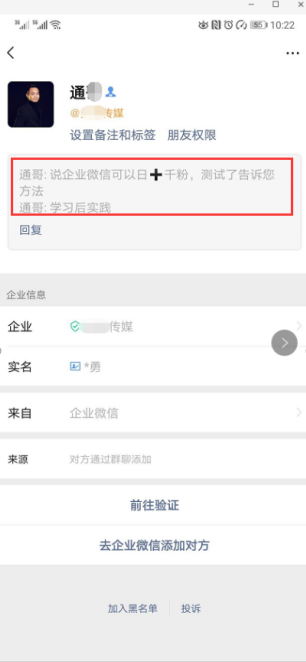 10:22
通
@ 传媒
设置备注和标签 朋友权限
通哥: 说企业微信可以日➕千粉，测试了告诉您
方法
通哥: 学习后实践
回复
企业信息
企业 传媒
实名 *勇
来自 企业微信
来源 对方通过群聊添加
前往验证
去企业微信添加对方
加入黑名单 投诉